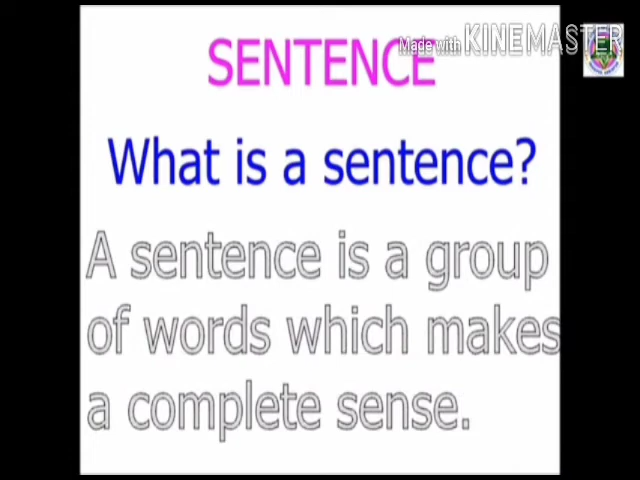 SENTENCE
Made with KINEMASTER
What is a sentence?
A sentence is a group
of words which makes
a complete sense.